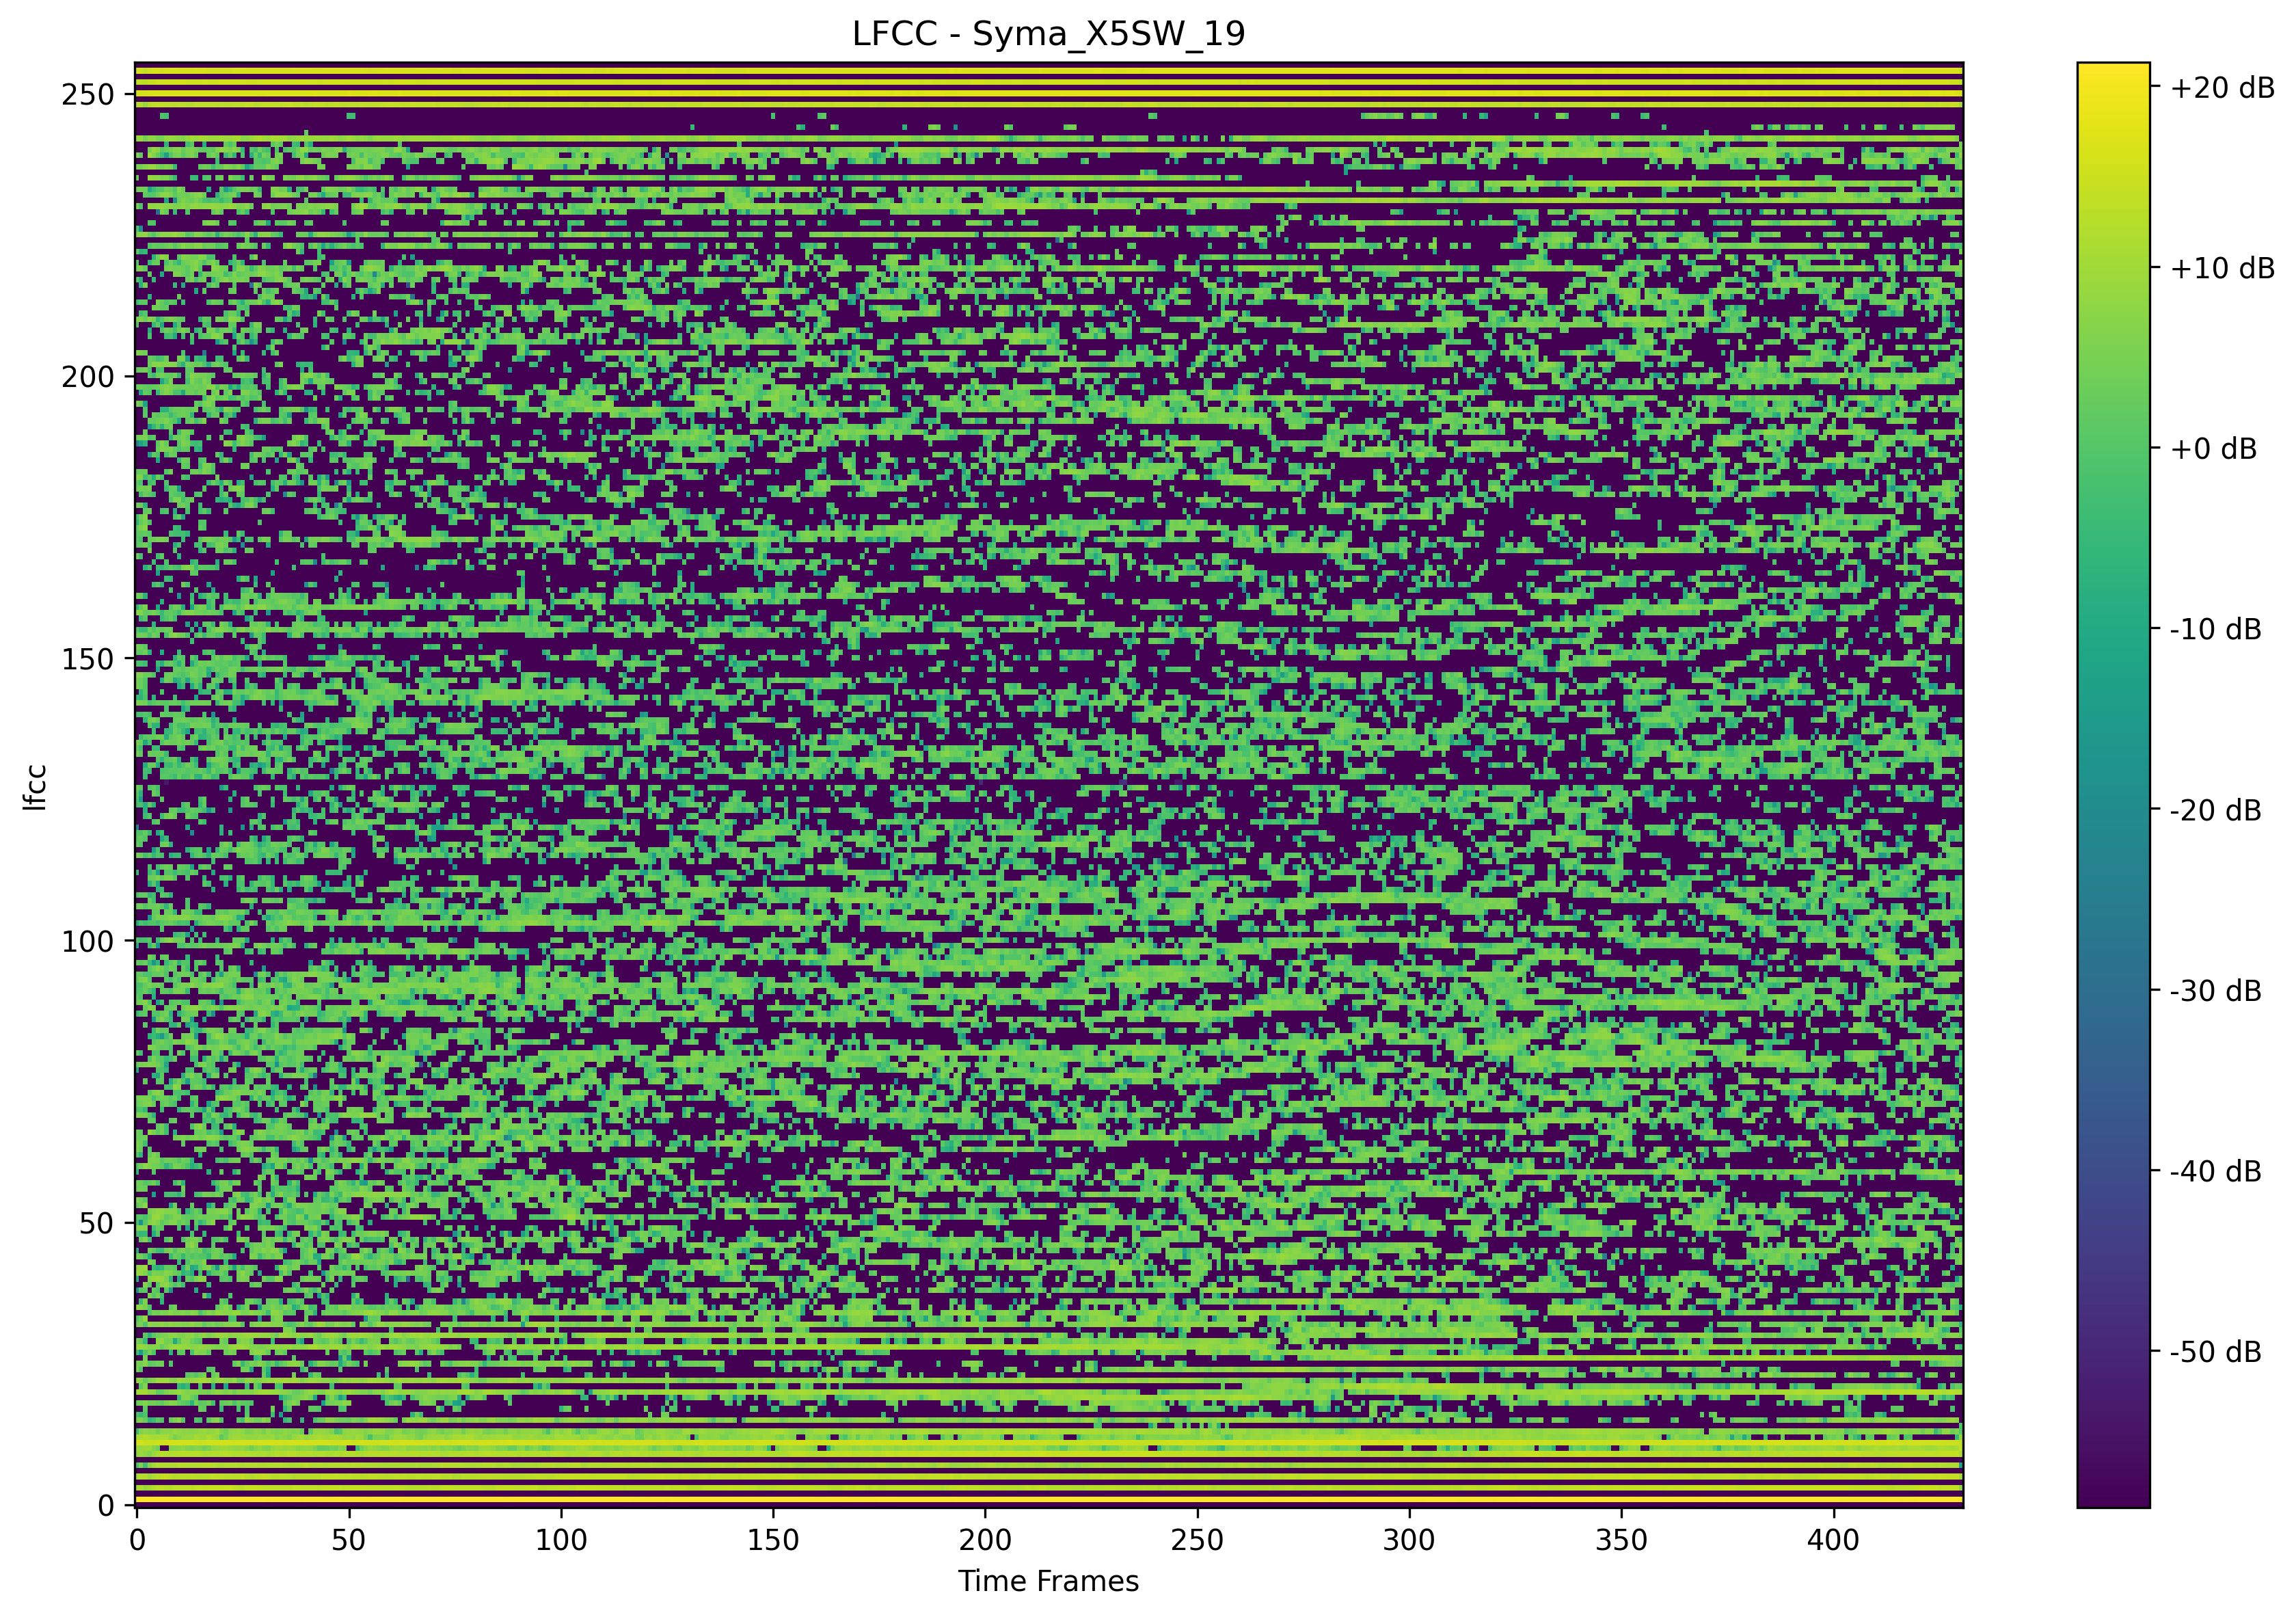 LFCC - Syma_X5SW_19
lfcc
250
200
150
100
50
0
0 50 100 150 200 250 300 350 400
Time Frames
+20 dB
+10 dB
+0 dB
-10 dB
-20 dB
-30 dB
-40 dB
-50 dB